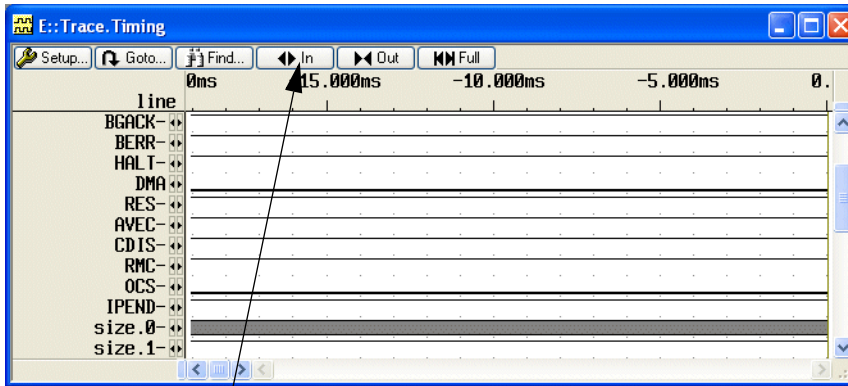 E::Trace.Timing
Setup... Goto... Find... In Out Full
0ms 15.000ms -10.000ms -5.000ms 0.
line
BGACK-
BERR-
HALT-
DMA
RES-
AVEC-
CDIS-
RMC-
OCS-
IPEND-
size.0-
size.1-